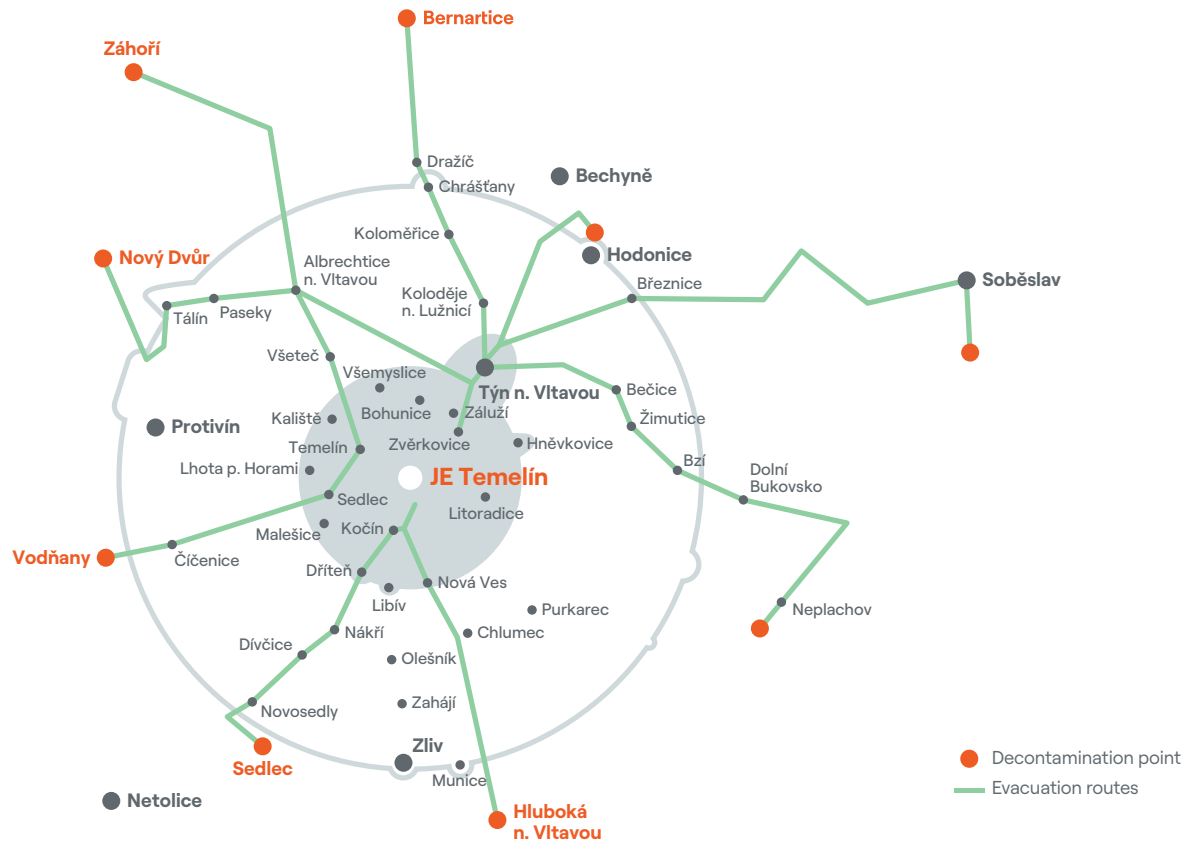 Bernartice
Záhoří
Dražíč
Bechyně
Chrášťany
Koloměřice
Nový Dvůr
Albrechtice
n. Vltavou
Hodonice
Soběslav
Březnice
Koloděje
n. Lužnicí
Tálín
Paseky
Všeteč
Všemyslice
Týn n. Vltavou
Bečice
Bohunice
Záluží
Kaliště
Žimutice
Protivín
Zvěrkovice
Hněvkovice
Temelín
Bzí
Lhota p. Horami
JE Temelín
Dolní
Bukovsko
Sedlec
Litoradice
Malešice
Kočín
Vodňany
Číčenice
Dříteň
Nová Ves
Libív
Purkarec
Neplachov
Nákří
Chlumec
Dívčice
Olešník
Zahájí
Novosedly
Zliv
Sedlec
Munice
Decontamination point
Evacuation routes
Netolice
Hluboká
n. Vltavou